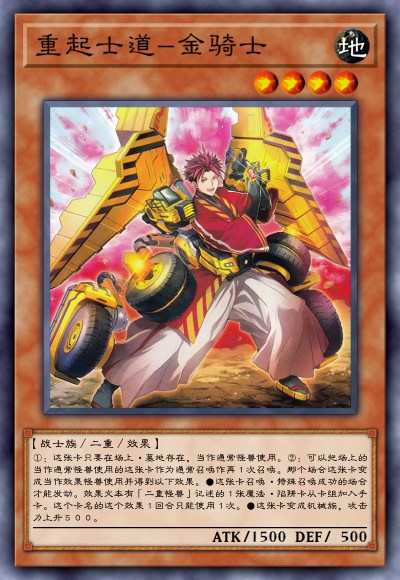 重起士道-金骑士
地
【战士族／二重／效果】
①：这张卡只要在场上・墓地存在，当作通常怪兽使用。②：可以把场上的
当作通常怪兽使用的这张卡作为通常召唤作再1次召唤。那个场合这张卡变
成当作效果怪兽使用并得到以下效果。●这张卡召唤・特殊召唤成功的场合
才能发动。效果文本有「二重怪兽」记述的1张魔法・陷阱卡从卡组加入手
卡。这个卡名的这个效果1回合只能使用1次。●这张卡变成机械族，攻击
力上升５００。
ATK/1500 DEF/ 500